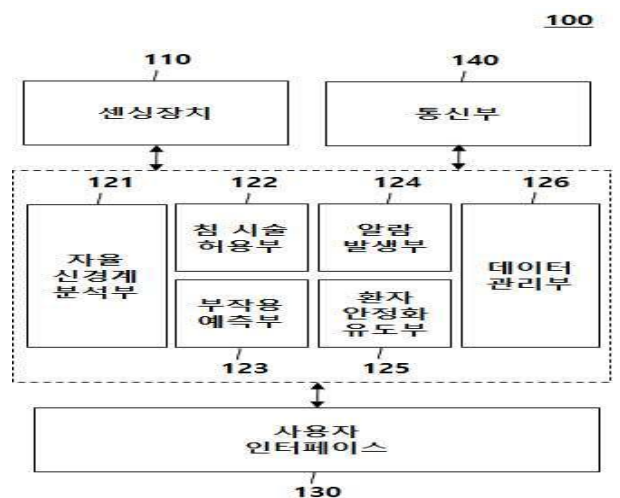 100
110
140
센싱장치
통신부
121
122
124
126
자율
신경계
분석부
침 시술
허용부
알람
발생부
데이터
관리부
부작용
예측부
환자
안정화
유도부
123
125
사용자
인터페이스
130